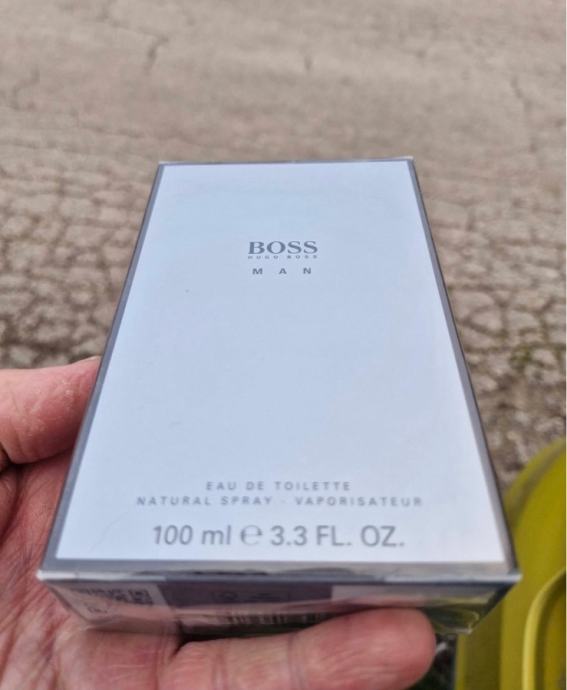 BOSS
HUGO BOSS
MAN
EAU DE TOILETTE
NATURAL SPRAY - VAPORISATEUR
100 ml ℮ 3.3 FL. OZ.